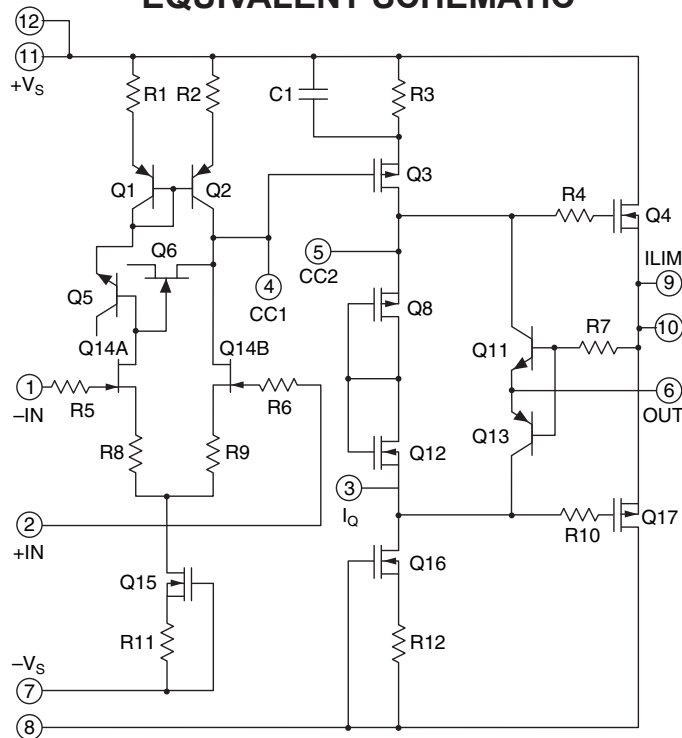 EQUIVALENT SCHEMATIC
12
11
+VS
R1
R2
C1
R3
Q1
Q2
Q3
R4
Q4
Q6
4
CC1
5
CC2
ILIM
9
Q5
Q8
10
R7
Q14A
Q14B
Q11
1
–IN
R5
R6
6
OUT
R8
R9
Q12
Q13
3
IQ
2
+IN
R10
Q17
Q15
Q16
R11
R12
–VS
7
8